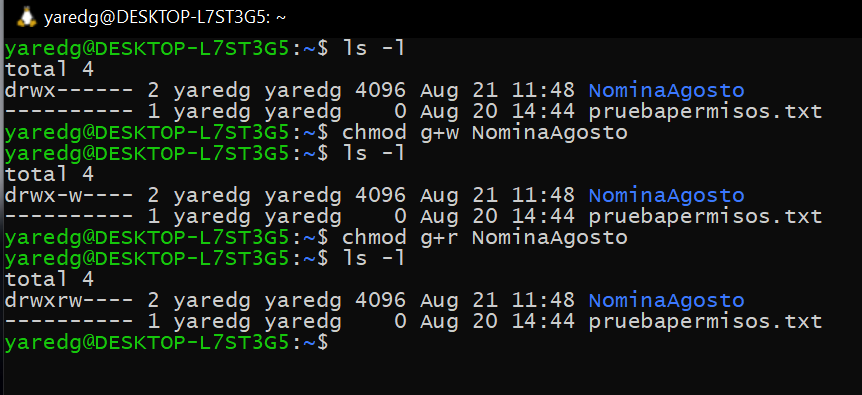 yaredg@DESKTOP-L7ST3G5: ~
yaredg@DESKTOP-L7ST3G5:~$ ls -l
total 4
drwx------ 2 yaredg yaredg 4096 Aug 21 11:48 NominaAgosto
---------- 1 yaredg yaredg    0 Aug 20 14:44 pruebapermisos.txt
yaredg@DESKTOP-L7ST3G5:~$ chmod g+w NominaAgosto
yaredg@DESKTOP-L7ST3G5:~$ ls -l
total 4
drwx-w---- 2 yaredg yaredg 4096 Aug 21 11:48 NominaAgosto
---------- 1 yaredg yaredg    0 Aug 20 14:44 pruebapermisos.txt
yaredg@DESKTOP-L7ST3G5:~$ chmod g+r NominaAgosto
yaredg@DESKTOP-L7ST3G5:~$ ls -l
total 4
drwxrw---- 2 yaredg yaredg 4096 Aug 21 11:48 NominaAgosto
---------- 1 yaredg yaredg    0 Aug 20 14:44 pruebapermisos.txt
yaredg@DESKTOP-L7ST3G5:~$